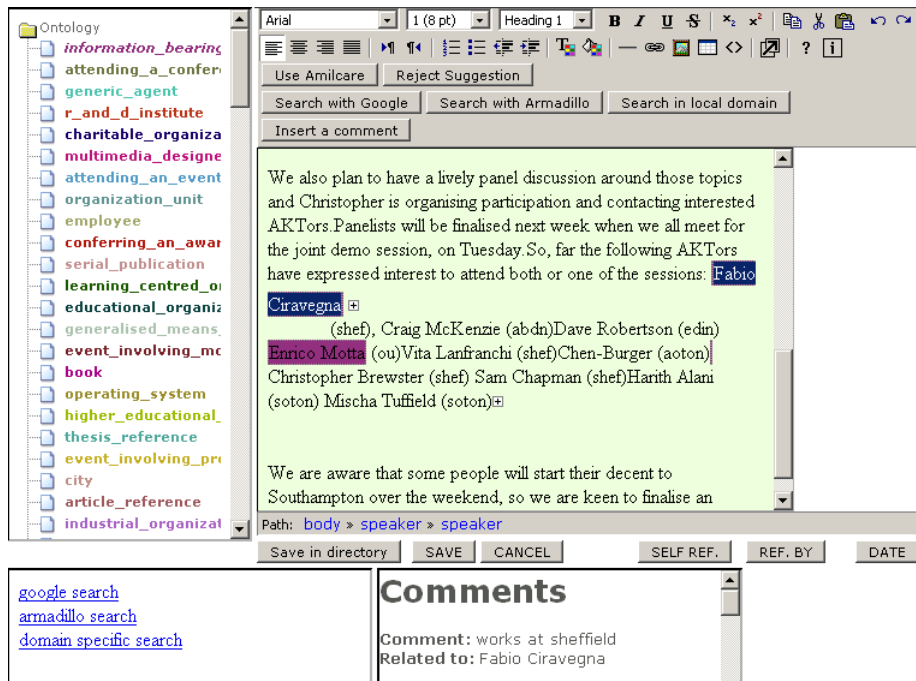 Ontology
information_bearing
attending_a_confer
generic_agent
r_and_d_institute
charitable_organiza
multimedia_designe
attending_an_event
organization_unit
employee
conferring_an_awar
serial_publication
learning_centred_o
educational_organiz
generalised_means_
event_involving_mo
book
operating_system
higher_educational_
thesis_reference
event_involving_pro
city
article_reference
industrial_organizat
Arial 1 (8 pt) Heading 1 B I U S x₂ x²
? i
Use Amilcare Reject Suggestion
Search with Google Search with Armadillo Search in local domain
Insert a comment
We also plan to have a lively panel discussion around those topics
and Christopher is organising participation and contacting interested
AKTors.Panelists will be finalised next week when we all meet for
the joint demo session, on Tuesday.So, far the following AKTors
have expressed interest to attend both or one of the sessions: Fabio
Ciravegna
(shef), Craig McKenzie (abdn)Dave Robertson (edin)
Enrico Motta (ou)Vita Lanfranchi (shef)Chen-Burger (aoton)
Christopher Brewster (shef) Sam Chapman (shef)Harith Alani
(soton) Mischa Tuffield (soton)
We are aware that some people will start their decent to
Southampton over the weekend, so we are keen to finalise an
Path: body » speaker » speaker
Save in directory SAVE CANCEL SELF REF. REF. BY DATE
google search
armadillo search
domain specific search
Comments
Comment: works at sheffield
Related to: Fabio Ciravegna